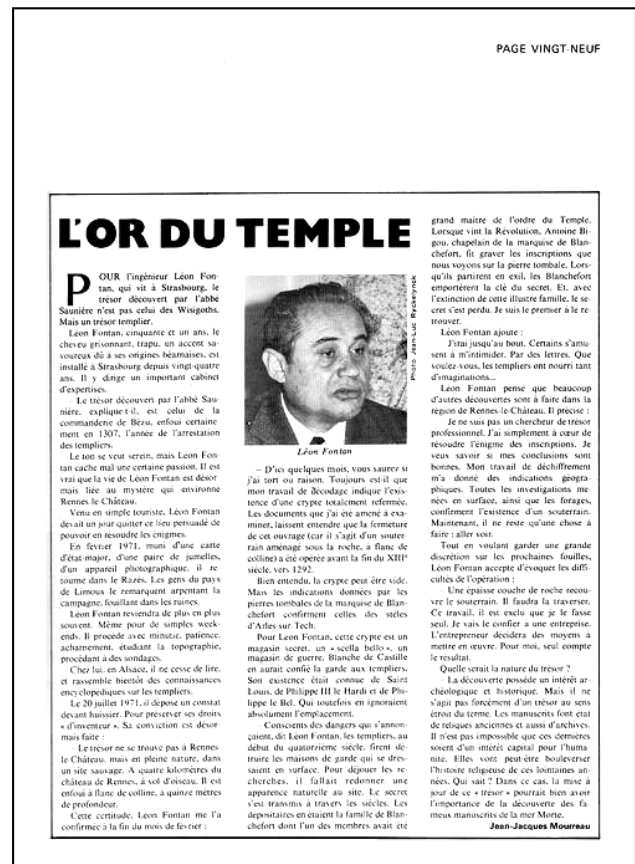 PAGE VINGT-NEUF
L'OR DU TEMPLE
POUR l'ingénieur Léon Fon-
tan, qui vit à Strasbourg, le
trésor découvert par l'abbé
Saunière n'est pas celui des Wisigoths.
Mais un trésor templier.
Léon Fontan, cinquante et un ans, le
cheveu grisonnant, trapu, un accent sa-
voureux dû à ses origines béarnaises, est
installé à Strasbourg depuis vingt-quatre
ans. Il y dirige un important cabinet
d'expertises.
- Le trésor découvert par l'abbé Sau-
nière, explique-t-il, est celui de la
commanderie de Bézu, enfoui certaine-
ment en 1307, l'année de l'arrestation
des templiers.
Le ton se veut serein, mais Léon Fon-
tan cache mal une certaine passion. Il est
vrai que la vie de Léon Fontan est désor-
mais liée au mystère qui environne
Rennes-le-Château.
Venu en simple touriste, Léon Fontan
devait un jour quitter ce lieu persuadé de
pouvoir en résoudre les énigmes.
En février 1971, muni d'une carte
d'état-major, d'une paire de jumelles,
d'un appareil photographique, il re-
tourne dans le Razès. Les gens du pays
de Limoux le remarquent arpentant la
campagne, fouillant dans les ruines.
Léon Fontan reviendra de plus en plus
souvent. Même pour de simples week-
ends. Il procède avec minutie, patience,
acharnement, étudiant la topographie,
procédant à des sondages.
Chez lui, en Alsace, il ne cesse de lire,
et rassemble bientôt des connaissances
encyclopédiques sur les templiers.
Le 20 juillet 1971, il dépose un constat
devant huissier. Pour préserver ses droits
« d'inventeur ». Sa conviction est désor-
mais faite :
- Le trésor ne se trouve pas à Rennes-
le-Château, mais en pleine nature, dans
un site sauvage. A quatre kilomètres du
château de Rennes, à vol d'oiseau. Il est
enfoui à flanc de colline, à quinze mètres
de profondeur.
Cette certitude, Léon Fontan me l'a
confirmée à la fin du mois de février :
Photo Jean-Luc Ryckelynck
Léon Fontan
- D'ici quelques mois, vous saurez si
j'ai tort ou raison. Toujours est-il que
mon travail de décodage indique l'exis-
tence d'une crypte totalement refermée.
Les documents que j'ai été amené à exa-
miner, laissent entendre que la fermeture
de cet ouvrage (car il s'agit d'un souter-
rain aménagé sous la roche, à flanc de
colline) a été opérée avant la fin du XIIIe
siècle, vers 1292.
Bien entendu, la crypte peut être vide.
Mais les indications données par les
pierres tombales de la marquise de Blan-
chefort confirment celles des stèles
d'Arles-sur-Tech.
Pour Léon Fontan, cette crypte est un
magasin secret, un « scella bello », un
magasin de guerre. Blanche de Castille
en aurait confié la garde aux templiers.
Son existence était connue de Saint
Louis, de Philippe III le Hardi et de Phi-
lippe le Bel. Qui toutefois en ignoraient
absolument l'emplacement.
- Conscients des dangers qui s'annon-
çaient, dit Léon Fontan, les templiers, au
début du quatorzième siècle, firent dé-
truire les maisons de garde qui se dres-
saient en surface. Pour déjouer les re-
cherches, il fallait redonner une
apparence naturelle au site. Le secret
s'est transmis à travers les siècles. Les
dépositaires en étaient la famille de Blan-
chefort dont l'un des membres avait été
grand maître de l'ordre du Temple.
Lorsque vint la Révolution, Antoine Bi-
gou, chapelain de la marquise de Blan-
chefort, fit graver les inscriptions que
nous voyons sur la pierre tombale. Lors-
qu'ils partirent en exil, les Blanchefort
emportèrent la clé du secret. Et, avec
l'extinction de cette illustre famille, le se-
cret s'est perdu. Je suis le premier à le re-
trouver.
Léon Fontan ajoute :
- J'irai jusqu'au bout. Certains s'amu-
sent à m'intimider. Par des lettres. Que
voulez-vous, les templiers ont nourri tant
d'imaginations...
Léon Fontan pense que beaucoup
d'autres découvertes sont à faire dans la
région de Rennes-le-Château. Il précise :
- Je ne suis pas un chercheur de trésor
professionnel. J'ai simplement à cœur de
résoudre l'énigme des inscriptions. Je
veux savoir si mes conclusions sont
bonnes. Mon travail de déchiffrement
m'a donné des indications géogra-
phiques. Toutes les investigations me-
nées en surface, ainsi que les forages,
confirment l'existence d'un souterrain.
Maintenant, il ne reste qu'une chose à
faire : aller voir.
Tout en voulant garder une grande
discrétion sur les prochaines fouilles,
Léon Fontan accepte d'évoquer les diffi-
cultés de l'opération :
- Une épaisse couche de roche recou-
vre le souterrain. Il faudra la traverser.
Ce travail, il est exclu que je le fasse
seul. Je vais le confier à une entreprise.
L'entrepreneur décidera des moyens à
mettre en œuvre. Pour moi, seul compte
le résultat.
Quelle serait la nature du trésor ?
- La découverte possède un intérêt ar-
chéologique et historique. Mais il ne
s'agit pas forcément d'un trésor au sens
étroit du terme. Les manuscrits font état
de reliques anciennes et aussi d'archives.
Il n'est pas impossible que ces dernières
soient d'un intérêt capital pour l'huma-
nité. Elles vont peut-être bouleverser
l'histoire religieuse de ces lointaines an-
nées. Qui sait ? Dans ce cas, la mise à
jour de ce « trésor » pourrait bien avoir
l'importance de la découverte des fa-
meux manuscrits de la mer Morte.
Jean-Jacques Mourreau